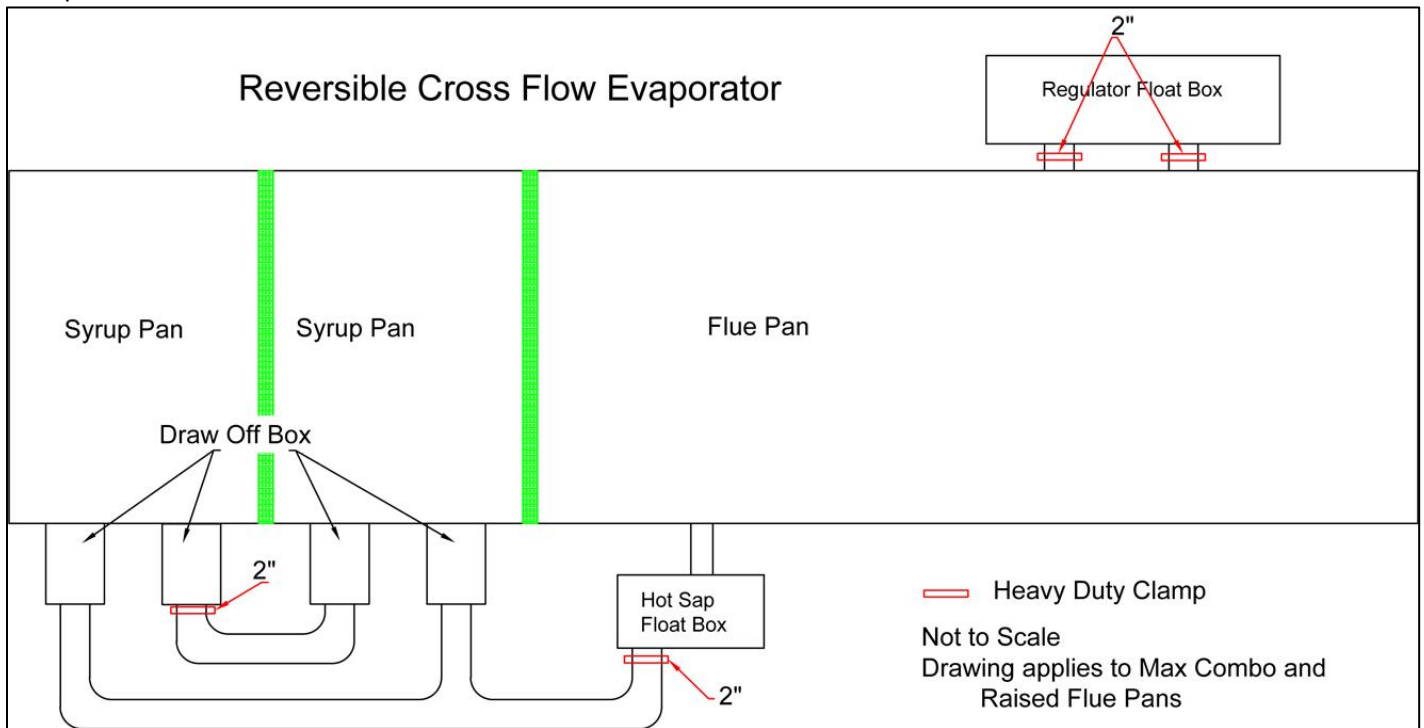 2"
Reversible Cross Flow Evaporator
Regulator Float Box
Syrup Pan
Syrup Pan
Flue Pan
Draw Off Box
2"
Hot Sap
Float Box
2"
Heavy Duty Clamp
Not to Scale
Drawing applies to Max Combo and
Raised Flue Pans